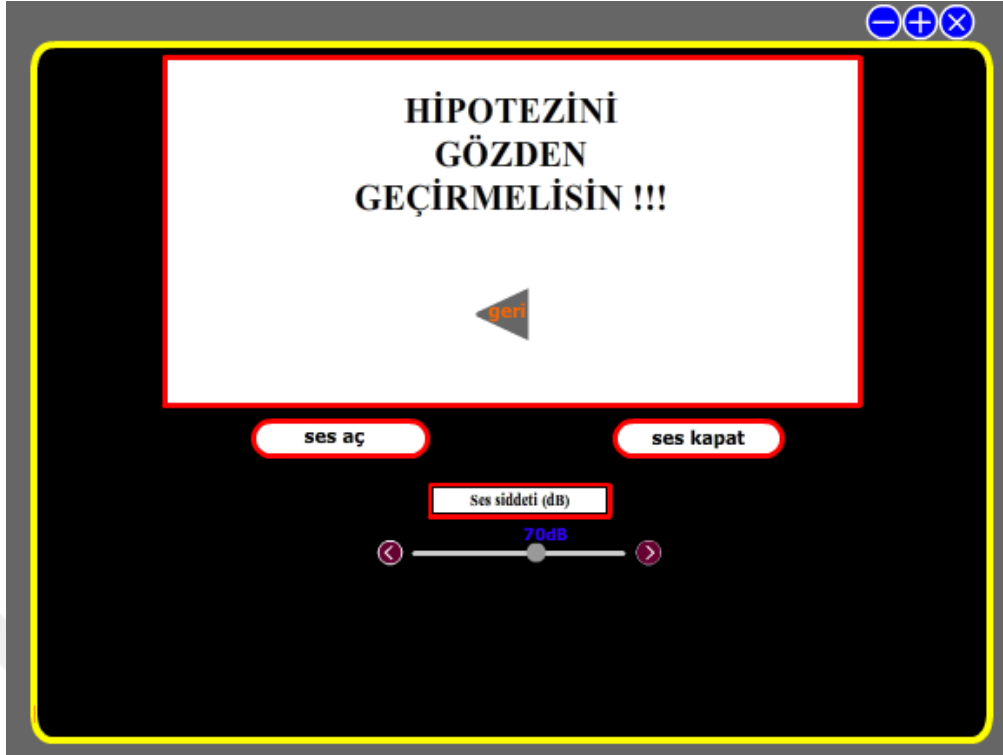 HİPOTEZİNİ
GÖZDEN
GEÇİRMELİSİN !!!
geri
ses aç
ses kapat
Ses siddeti (dB)
70dB